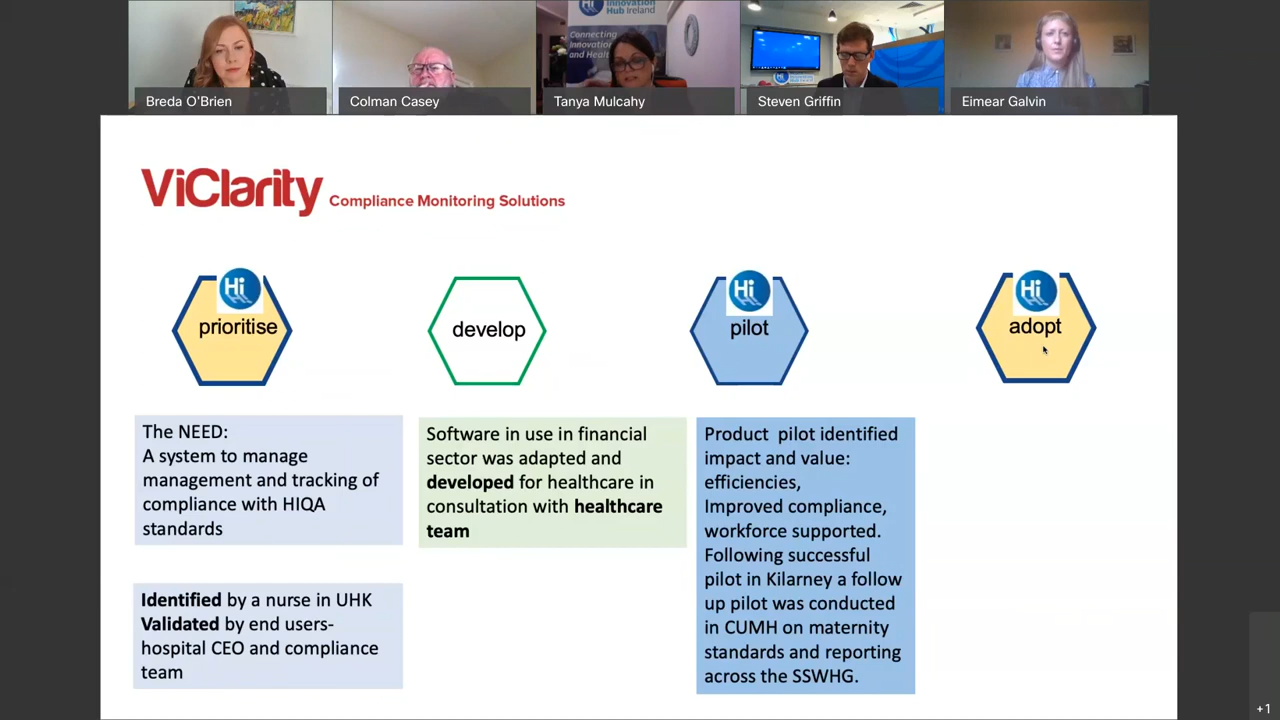 Innovation
Hub Ireland
Connecting
Breda O'Brien
Colman Casey
Tanya Mulcahy
Steven Griffin
Eimear Galvin
ViClarity Compliance Monitoring Solutions
Hi
prioritise
develop
Hi
pilot
Hi
adopt
The NEED:
A system to manage
management and tracking of
compliance with HIQA
standards
Identified by a nurse in UHK
Validated by end users-
hospital CEO and compliance
team
Software in use in financial
sector was adapted and
developed for healthcare in
consultation with healthcare
team
Product pilot identified
impact and value:
efficiencies,
Improved compliance,
workforce supported.
Following successful
pilot in Kilarney a follow
up pilot was conducted
in CUMH on maternity
standards and reporting
across the SSWHG.
+1